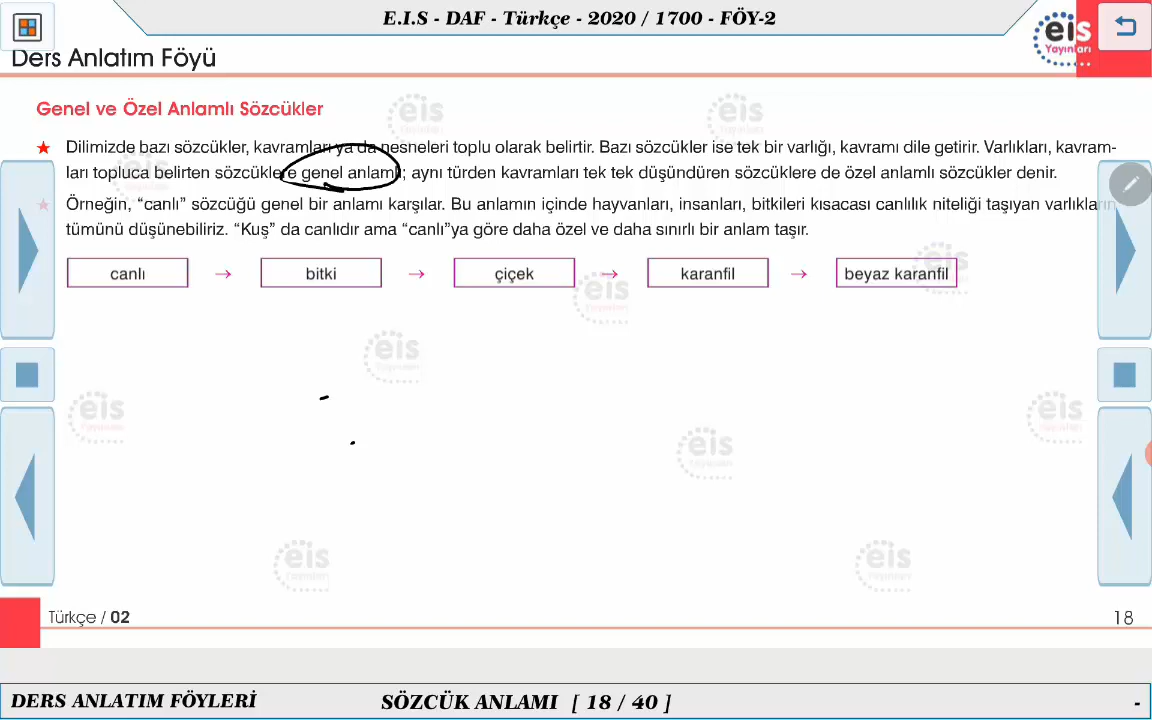 E.I.S - DAF - Türkçe - 2020 / 1700 - FÖY-2
eis
Yayınları
Ders Anlatım Föyü
Genel ve Özel Anlamlı Sözcükler
Dilimizde bazı sözcükler, kavramları ya da nesneleri toplu olarak belirtir. Bazı sözcükler ise tek bir varlığı, kavramı dile getirir. Varlıkları, kavram-
ları topluca belirten sözcüklere genel anlamlı; aynı türden kavramları tek tek düşündüren sözcüklere de özel anlamlı sözcükler denir.
Örneğin, “canlı” sözcüğü genel bir anlamı karşılar. Bu anlamın içinde hayvanları, insanları, bitkileri kısacası canlılık niteliği taşıyan varlıkların
tümünü düşünebiliriz. “Kuş” da canlıdır ama “canlı”ya göre daha özel ve daha sınırlı bir anlam taşır.
canlı → bitki → çiçek → karanfil → beyaz karanfil
Türkçe / 02
18
DERS ANLATIM FÖYLERİ
SÖZCÜK ANLAMI [ 18 / 40 ]
-